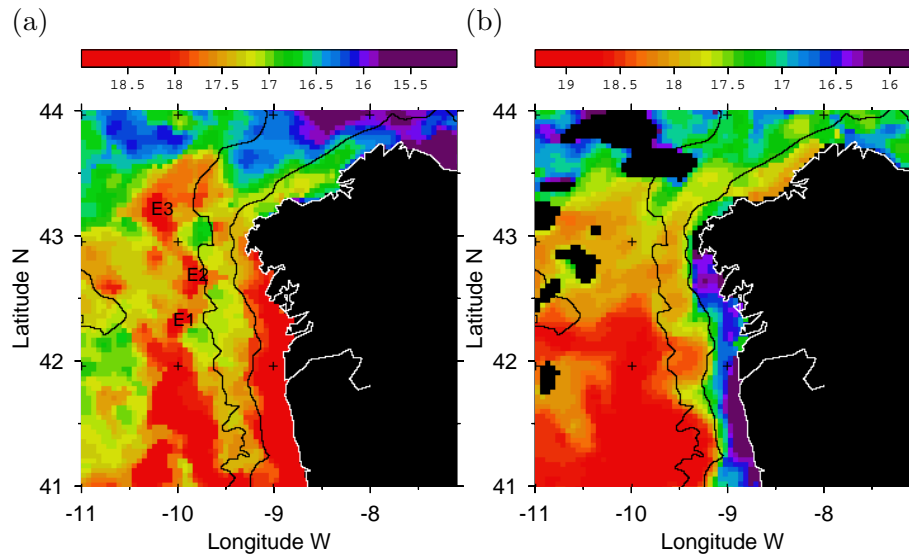 (a) (b)
18.5 18 17.5 17 16.5 16 15.5
19 18.5 18 17.5 17 16.5 16
44 44
E3
43 43
E2
E1
42 42
41 41
-11 -10 -9 -8
-11 -10 -9 -8
Latitude N
Latitude N
Longitude W
Longitude W